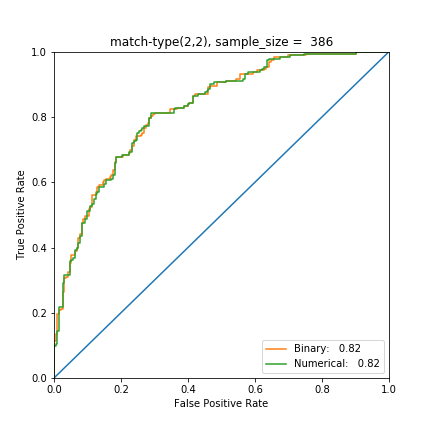 match-type(2,2), sample_size =  386
1.0
0.8
0.6
0.4
0.2
0.0
True Positive Rate
Binary:   0.82
Numerical:   0.82
0.0 0.2 0.4 0.6 0.8 1.0
False Positive Rate